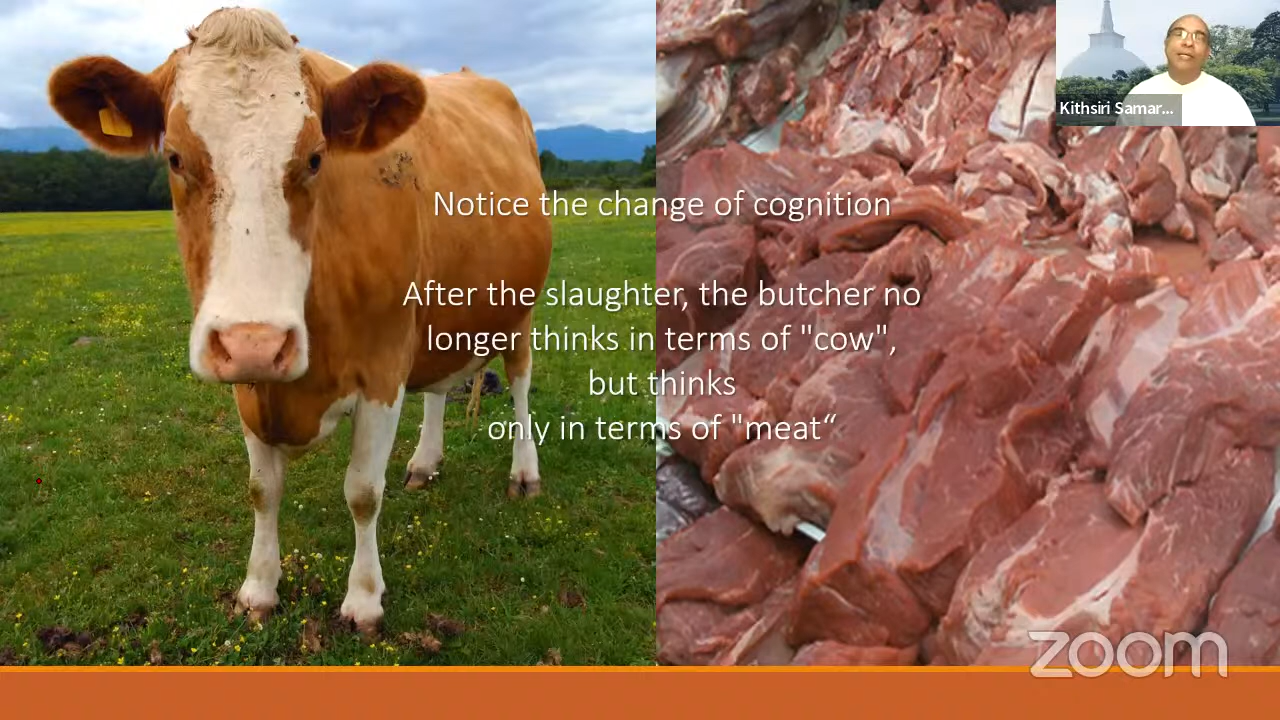 Kithsiri Samar...
Notice the change of cognition
After the slaughter, the butcher no
longer thinks in terms of "cow",
but thinks
only in terms of "meat“
zoom